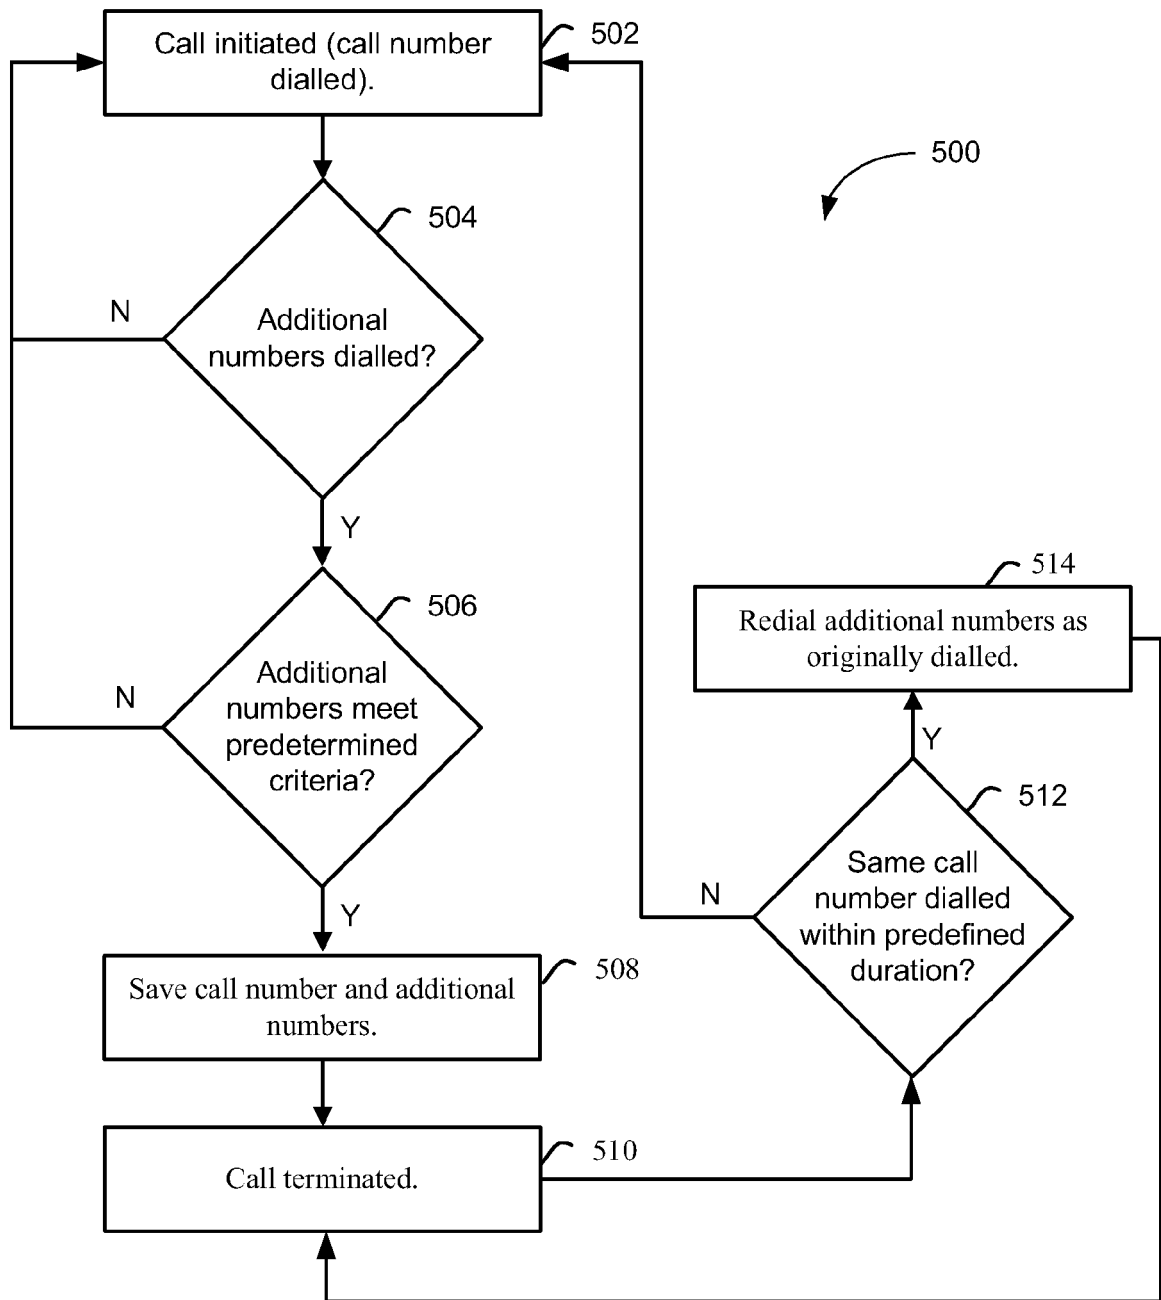 Call initiated (call number
dialled).
502
500
504
Additional
numbers dialled?
N
Y
506
Additional
numbers meet
predetermined
criteria?
N
Y
508
Save call number and additional
numbers.
510
Call terminated.
512
Same call
number dialled
within predefined
duration?
N
Y
514
Redial additional numbers as
originally dialled.